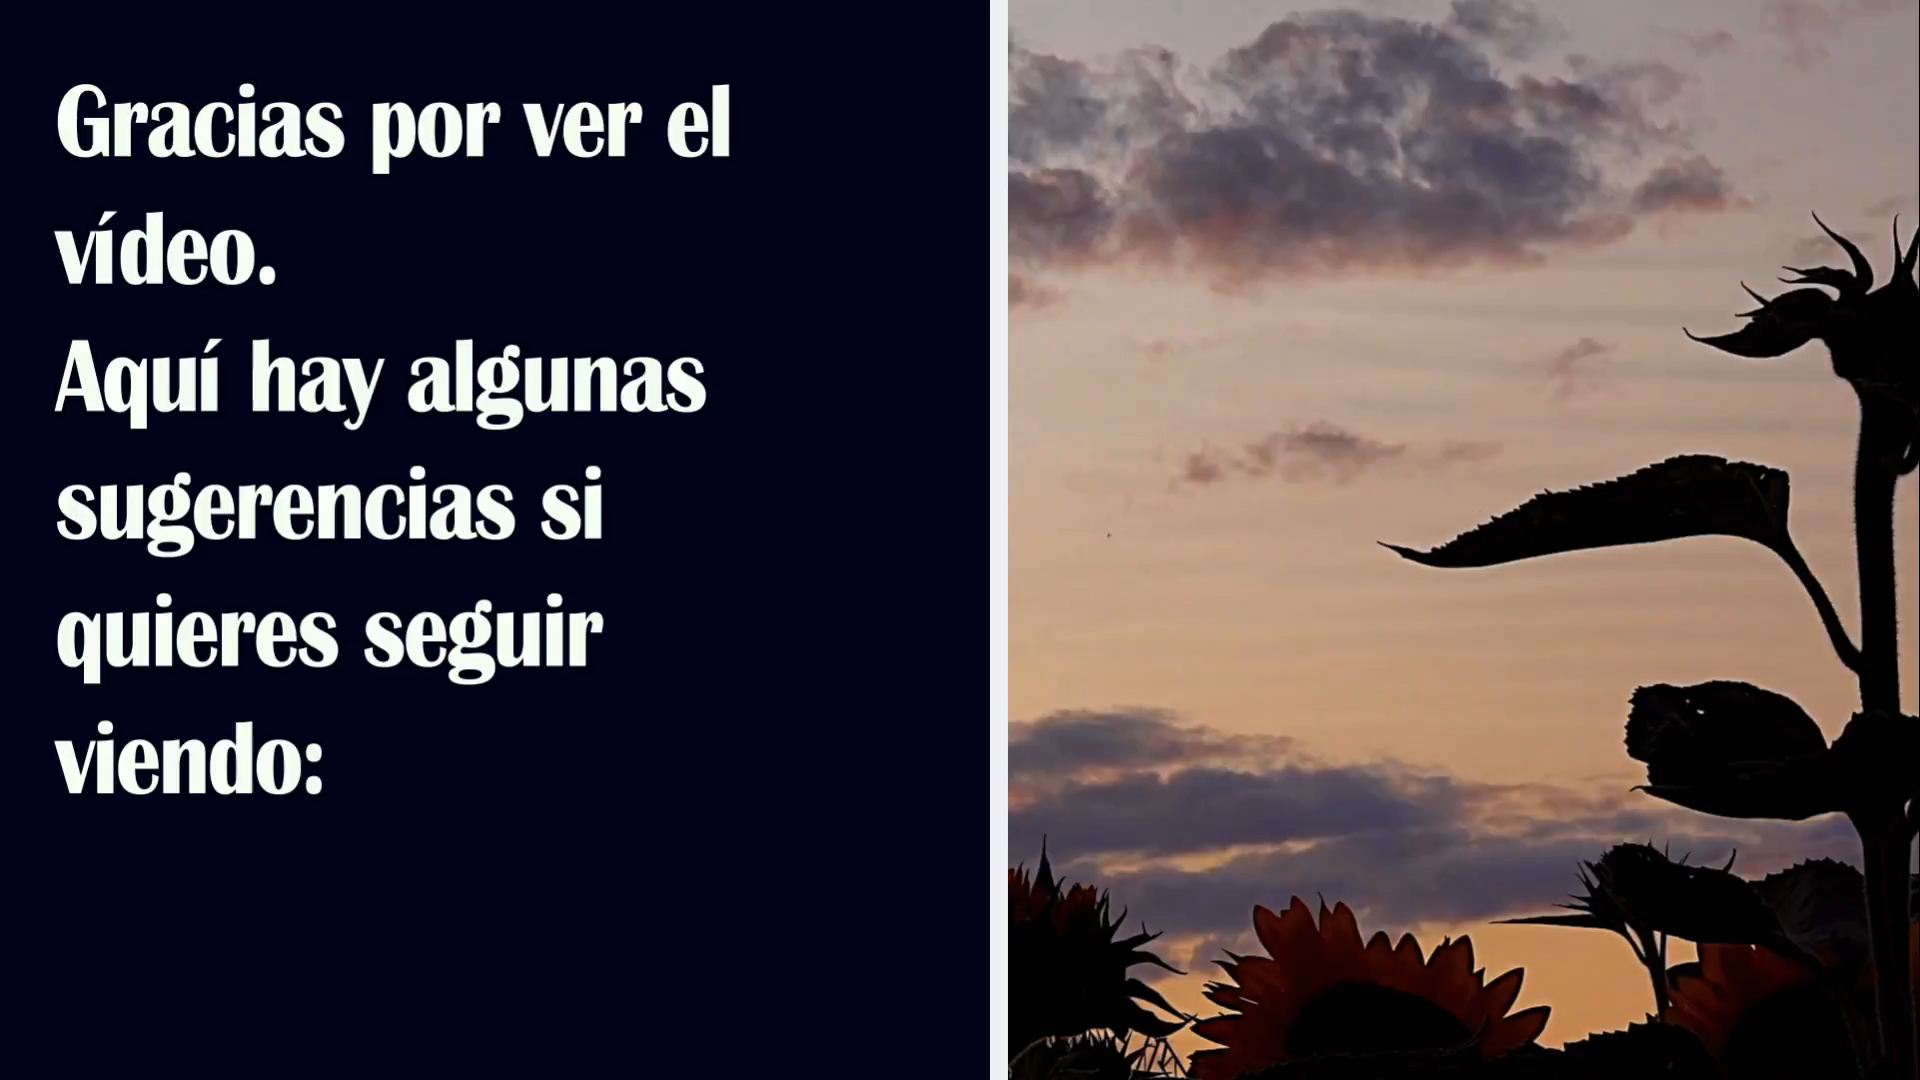 Gracias por ver el
vídeo.
Aquí hay algunas
sugerencias si
quieres seguir
viendo: